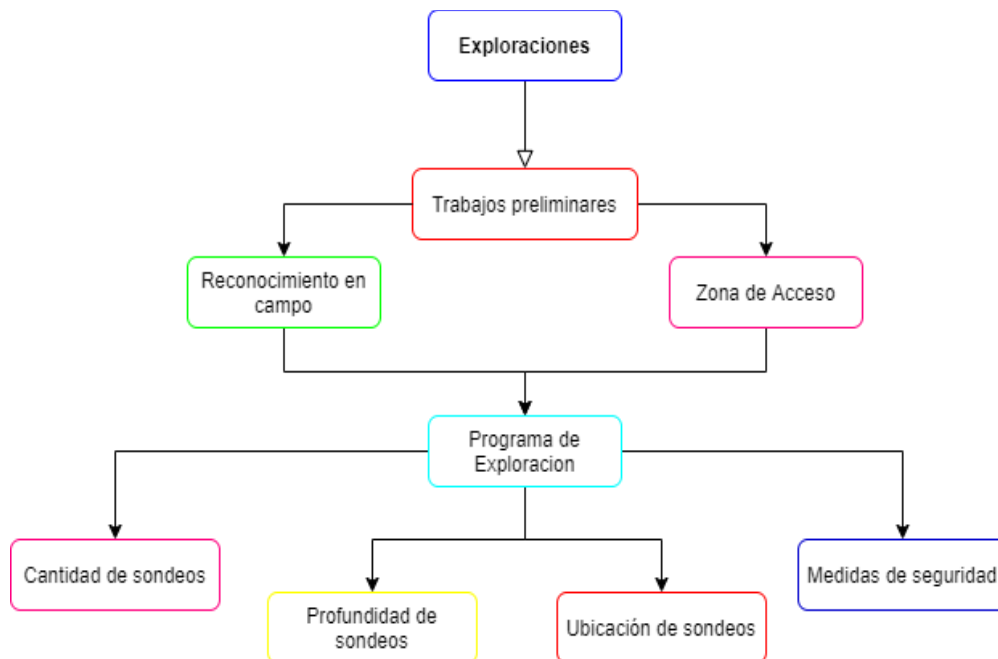 Exploraciones
Trabajos preliminares
Reconocimiento en
campo
Zona de Acceso
Programa de
Exploracion
Cantidad de sondeos
Profundidad de
sondeos
Ubicación de sondeos
Medidas de seguridad